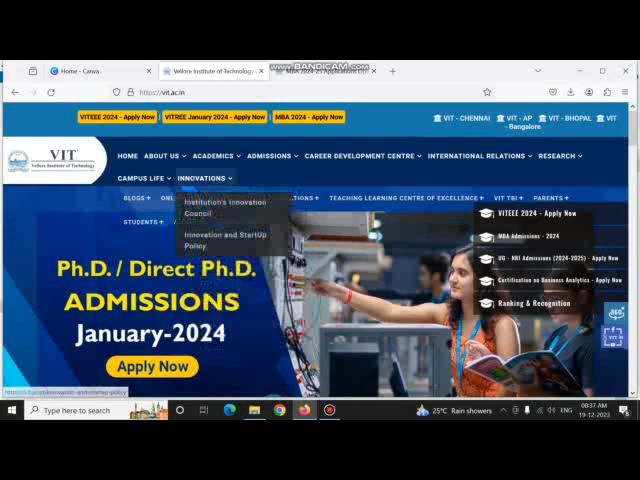 WWW.BANDICAM.COM
Home - Canva
Vellore Institute of Technology
MBA 2024-25 Applications O
https://vit.ac.in
VITEEE 2024 - Apply Now
VITREE January 2024 - Apply Now
MBA 2024 - Apply Now
VIT - CHENNAI VIT - AP VIT - BHOPAL VIT
- Bangalore
VIT
Vellore Institute of Technology
HOME ABOUT US ACADEMICS ADMISSIONS CAREER DEVELOPMENT CENTRE INTERNATIONAL RELATIONS RESEARCH
CAMPUS LIFE INNOVATIONS
BLOGS + TEACHING LEARNING CENTRE OF EXCELLENCE + VIT TBI + PARENTS +
STUDENTS +
Institution's Innovation
Council
Innovation and StartUp
Policy
VITEEE 2024 - Apply Now
MBA Admissions - 2024
UG - NRI Admissions (2024-2025) - Apply Now
Certification on Business Analytics - Apply Now
Ranking & Recognition
Ph.D. / Direct Ph.D.
ADMISSIONS
January-2024
Apply Now
360°
VIT in
Type here to search
25°C Rain showers
ENG
08:37 AM
19-12-2023